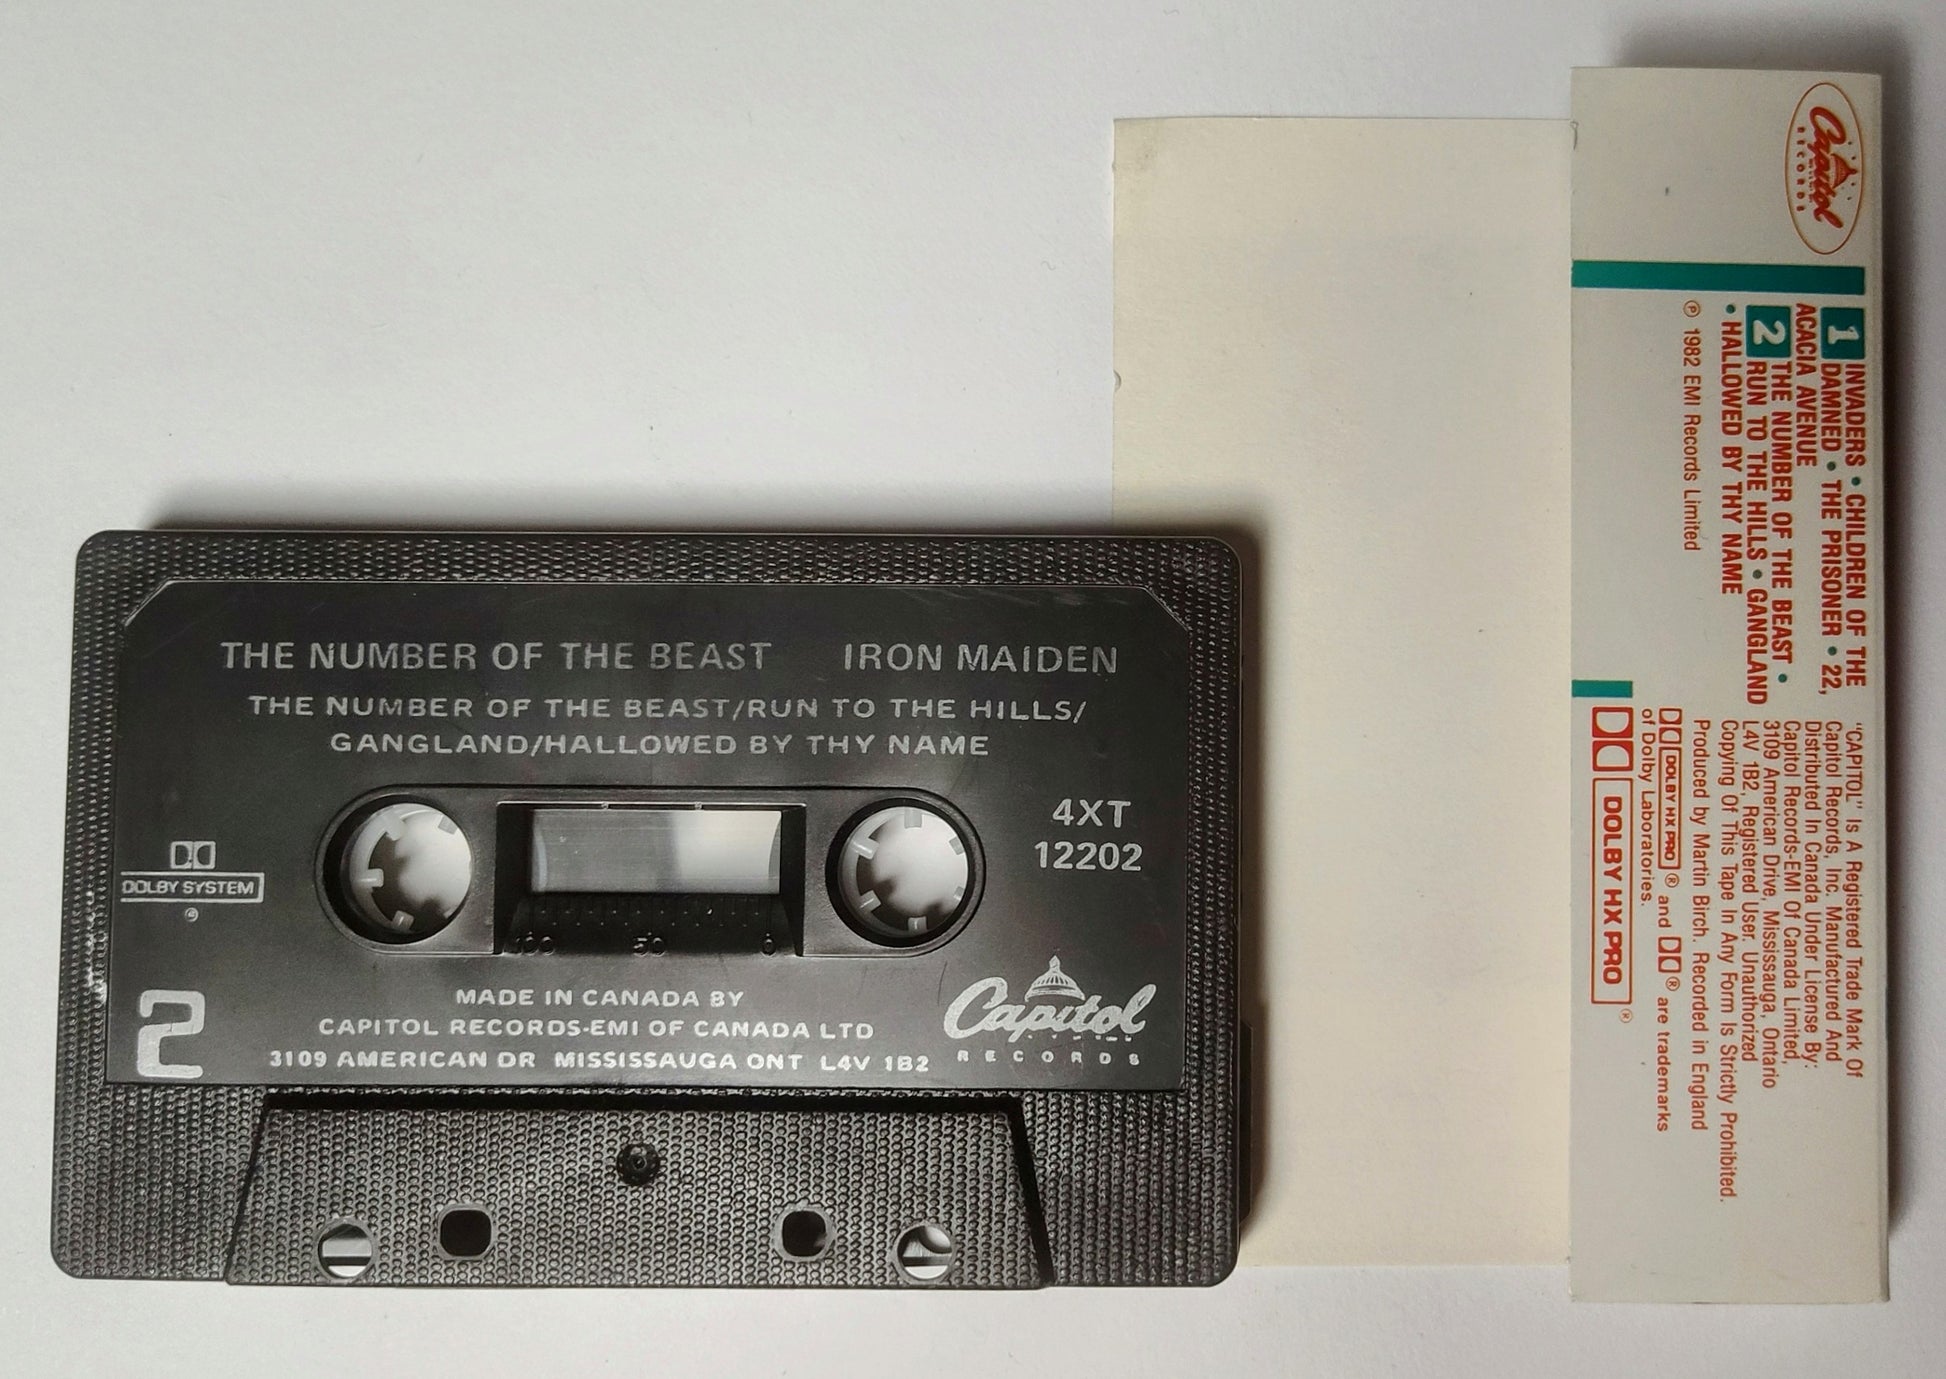 THE NUMBER OF THE BEAST IRON MAIDEN
THE NUMBER OF THE BEAST/RUN TO THE HILLS/
GANGLAND/HALLOWED BY THY NAME
4XT
12202
DOLBY SYSTEM
100 50 0
2
MADE IN CANADA BY
CAPITOL RECORDS-EMI OF CANADA LTD
3109 AMERICAN DR MISSISSAUGA ONT L4V 1B2
Capitol
RECORDS
Capitol
RECORDS
1 INVADERS • CHILDREN OF THE
DAMNED • THE PRISONER • 22,
ACACIA AVENUE
2 THE NUMBER OF THE BEAST •
RUN TO THE HILLS • GANGLAND
• HALLOWED BY THY NAME
℗ 1982 EMI Records Limited
"CAPITOL" Is A Registered Trade Mark Of
Capitol Records, Inc. Manufactured And
Distributed In Canada Under License By:
Capitol Records-EMI Of Canada Limited,
3109 American Drive, Mississauga, Ontario
L4V 1B2, Registered User. Unauthorized
Copying Of This Tape In Any Form Is Strictly Prohibited.
Produced by Martin Birch. Recorded in England
DOLBY HX PRO® and ® are trademarks
of Dolby Laboratories.
DOLBY HX PRO®